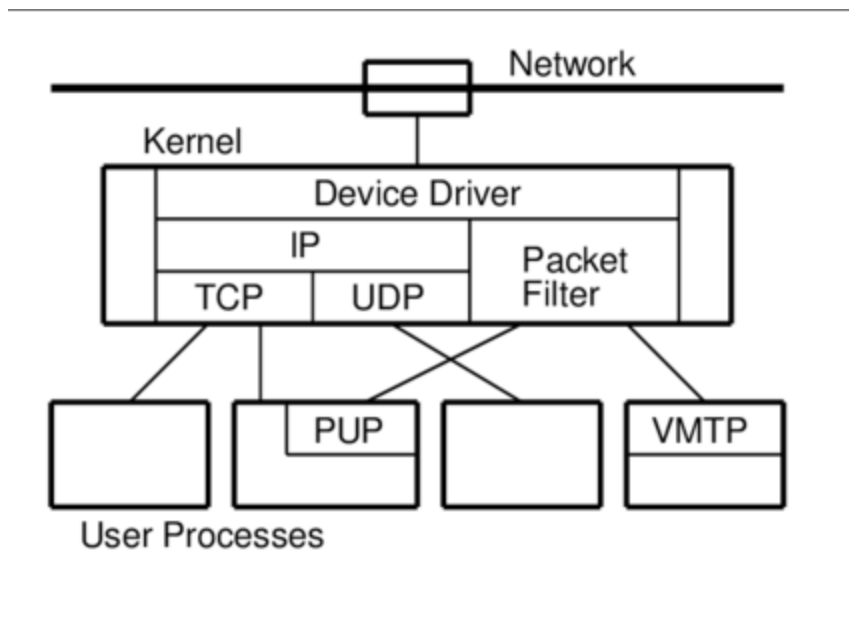 Network
Kernel
Device Driver
IP
Packet
Filter
TCP
UDP
PUP
VMTP
User Processes